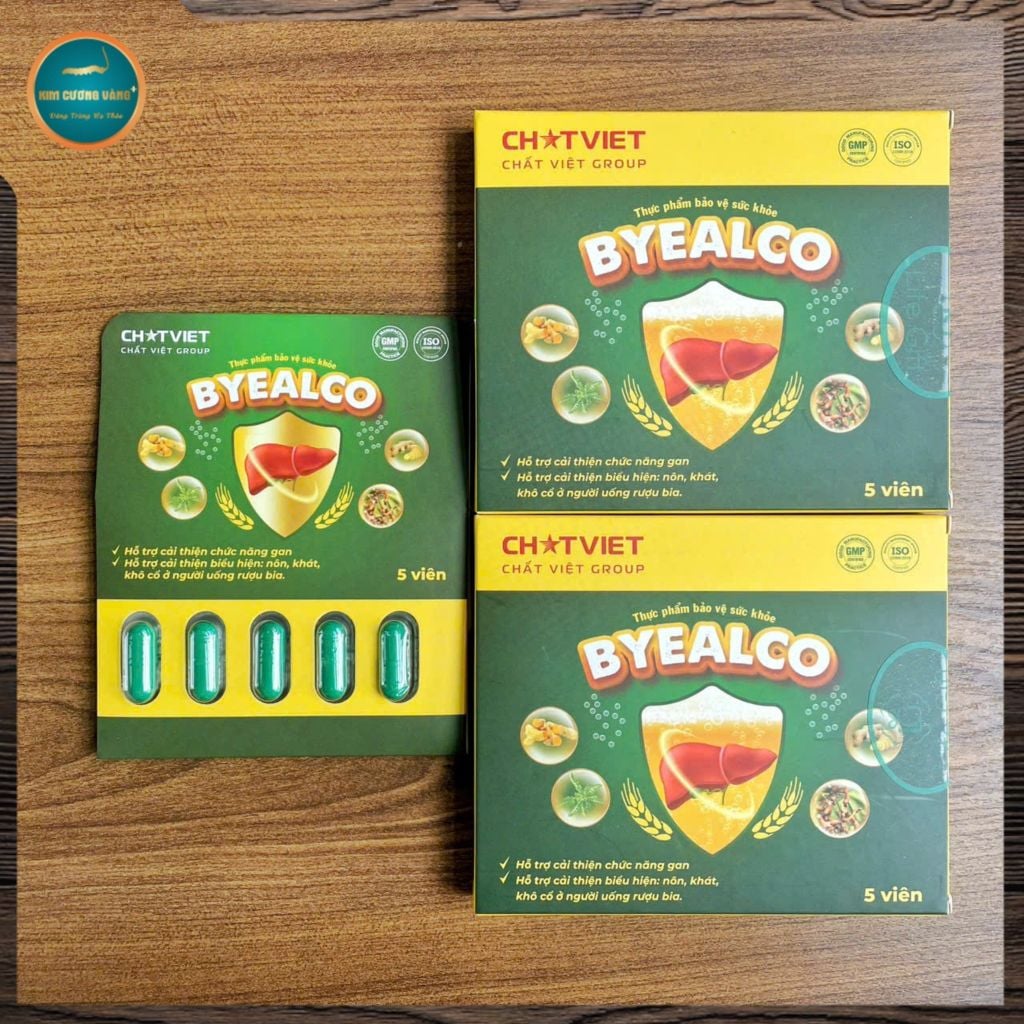 KIM CƯƠNG VÀNG+
Đông Trùng Hạ Thảo
CHATVIET
CHẤT VIỆT GROUP
GMP
ISO
Thực phẩm bảo vệ sức khỏe
BYEALCO
✓ Hỗ trợ cải thiện chức năng gan
✓ Hỗ trợ cải thiện biểu hiện: nôn, khát,
khô cổ ở người uống rượu bia.
5 viên
CH★TVIET
CHẤT VIỆT GROUP
GOOD MANUFACTURING PRACTICE
GMP
ISO
Thực phẩm bảo vệ sức khỏe
BYEALCO
✓ Hỗ trợ cải thiện chức năng gan
✓ Hỗ trợ cải thiện biểu hiện: nôn, khát,
khô cổ ở người uống rượu bia.
5 viên
CH★TVIET
CHẤT VIỆT GROUP
GMP
ISO
Thực phẩm bảo vệ sức khỏe
BYEALCO
✓ Hỗ trợ cải thiện chức năng gan
✓ Hỗ trợ cải thiện biểu hiện: nôn, khát,
khô cổ ở người uống rượu bia.
5 viên